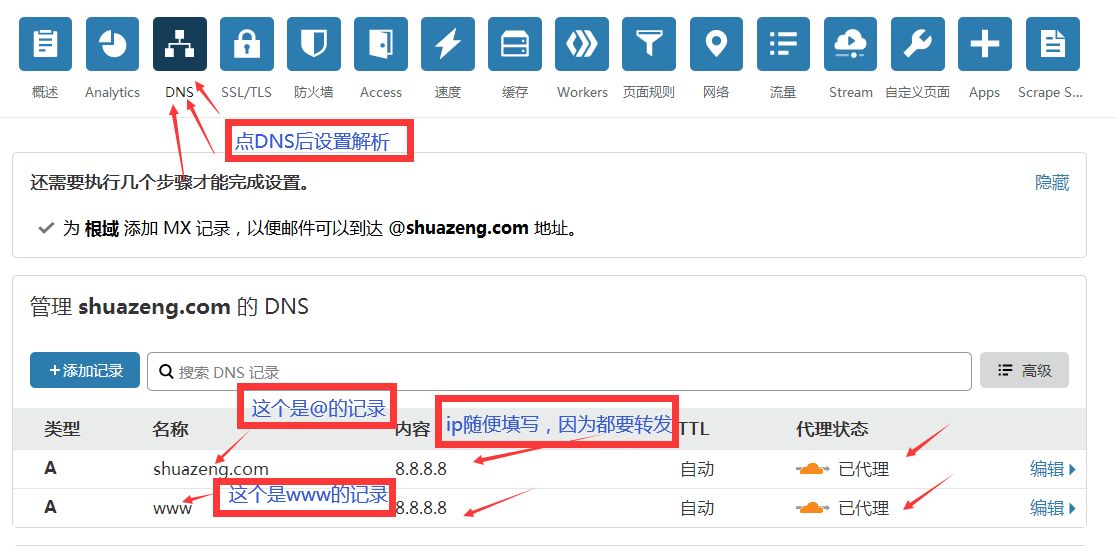 概述 Analytics DNS SSL/TLS 防火墙 Access 速度 缓存 Workers 页面规则 网络 流量 Stream 自定义页面 Apps Scrape S...
点DNS后设置解析
还需要执行几个步骤才能完成设置。 隐藏
为 根域 添加 MX 记录，以便邮件可以到达 @shuazeng.com 地址。
管理 shuazeng.com 的 DNS
+添加记录 搜索 DNS 记录 高级
这个是@的记录
ip随便填写，因为都要转发
类型 名称 内容 TTL 代理状态
A shuazeng.com 8.8.8.8 自动 已代理 编辑
这个是www的记录
A www 8.8.8.8 自动 已代理 编辑